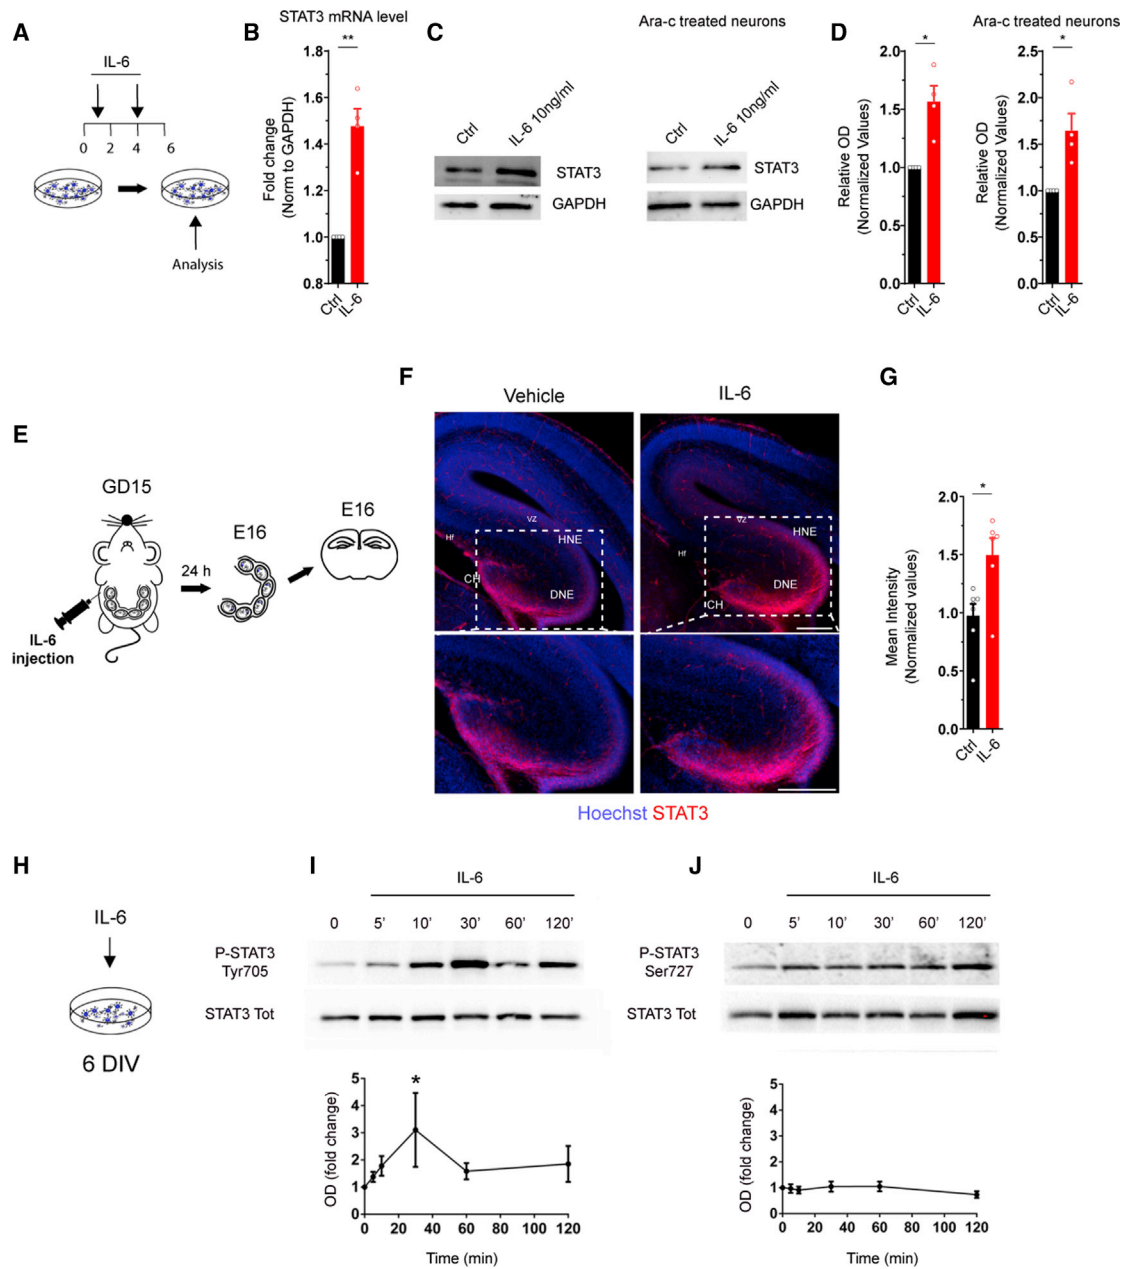 A
IL-6
0 2 4 6
Analysis
B
STAT3 mRNA level
**
Fold change
(Norm to GAPDH)
1.8
1.6
1.4
1.2
1.0
0.8
Ctrl
IL-6
C
Ara-c treated neurons
Ctrl
IL-6 10ng/ml
STAT3
GAPDH
Ctrl
IL-6 10ng/ml
STAT3
GAPDH
D
Ara-c treated neurons
*
Relative OD
(Normalized Values)
2.0
1.5
1.0
0.5
0.0
Ctrl
IL-6
*
Relative OD
(Normalized Values)
2.5
2.0
1.5
1.0
0.5
0.0
Ctrl
IL-6
E
GD15
IL-6
injection
24 h
E16
E16
F
Vehicle
IL-6
VZ
HNE
Hf
CH
DNE
VZ
HNE
Hf
DNE
CH
Hoechst STAT3
G
*
Mean Intensity
(Normalized values)
2.0
1.5
1.0
0.5
0.0
Ctrl
IL-6
H
IL-6
6 DIV
I
IL-6
0 5' 10' 30' 60' 120'
P-STAT3
Tyr705
STAT3 Tot
*
OD (fold change)
5
4
3
2
1
0
0 20 40 60 80 100 120
Time (min)
J
IL-6
0 5' 10' 30' 60' 120'
P-STAT3
Ser727
STAT3 Tot
OD (fold change)
5
4
3
2
1
0
0 20 40 60 80 100 120
Time (min)